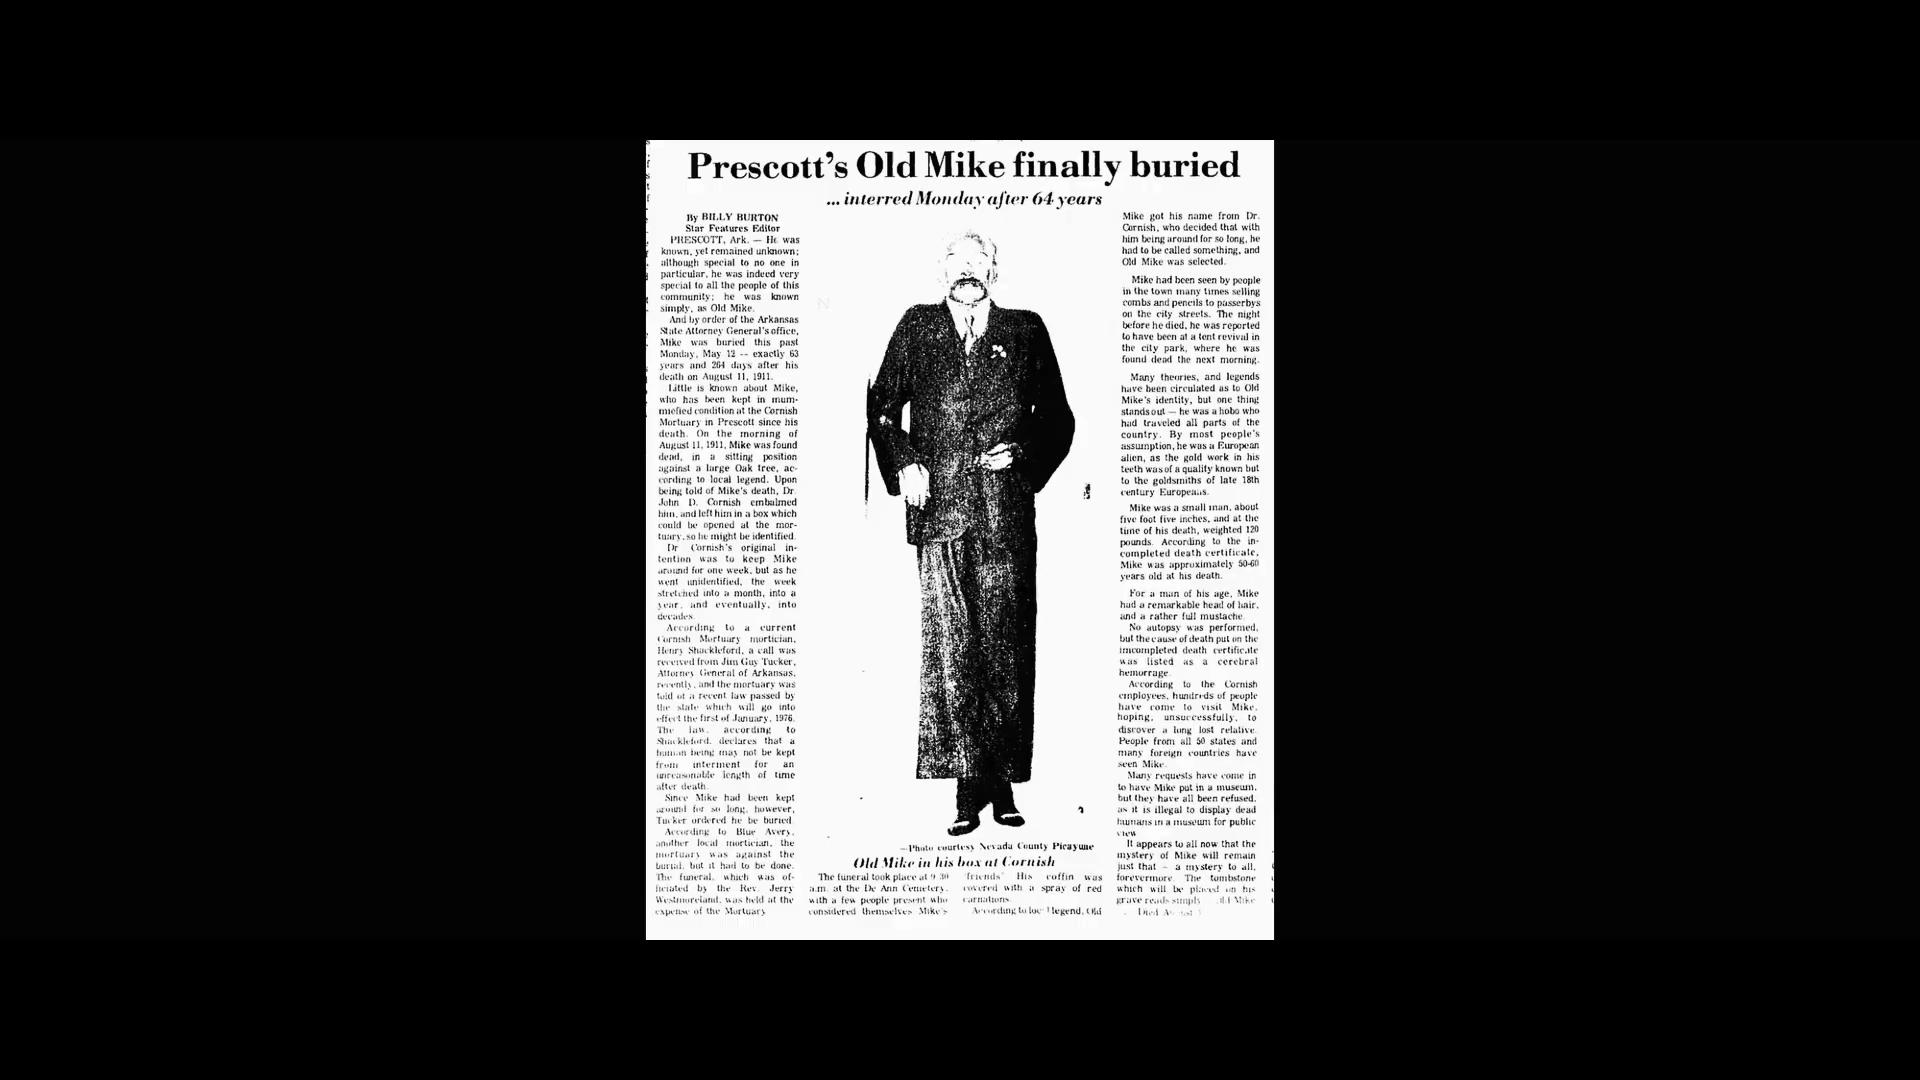 Prescott's Old Mike finally buried
... interred Monday after 64 years
By BILLY BURTON
Star Features Editor
PRESCOTT, Ark. — He was
known, yet remained unknown;
although special to no one in
particular, he was indeed very
special to all the people of this
community; he was known
simply, as Old Mike.
And by order of the Arkansas
State Attorney General's office,
Mike was buried this past
Monday, May 12 -- exactly 63
years and 264 days after his
death on August 11, 1911.
Little is known about Mike,
who has been kept in mum-
mified condition at the Cornish
Mortuary in Prescott since his
death. On the morning of
August 11, 1911, Mike was found
dead, in a sitting position
against a large Oak tree, ac-
cording to local legend. Upon
being told of Mike's death, Dr.
John D. Cornish embalmed
him, and left him in a box which
could be opened at the mor-
tuary, so he might be identified.
Dr Cornish's original in-
tention was to keep Mike
around for one week, but as he
went unidentified, the week
stretched into a month, into a
year, and eventually, into
decades.
According to a current
Cornish Mortuary mortician,
Henry Shackleford, a call was
received from Jim Guy Tucker,
Attorney General of Arkansas,
recently, and the mortuary was
told of a recent law passed by
the state which will go into
effect the first of January, 1976.
The law, according to
Shackleford, declares that a
human being may not be kept
from interment for an
unreasonable length of time
after death.
Since Mike had been kept
around for so long, however,
Tucker ordered he be buried.
According to Blue Avery,
another local mortician, the
mortuary was against the
burial, but it had to be done.
The funeral, which was of-
ficiated by the Rev. Jerry
Westmoreland, was held at the
expense of the Mortuary
—Photo courtesy Nevada County Picayune
Old Mike in his box at Cornish
The funeral took place at 9:30
a.m. at the De Ann Cemetery,
with a few people present who
considered themselves Mike's
'friends' His coffin was
covered with a spray of red
carnations.
According to legend, Old
Mike got his name from Dr.
Cornish, who decided that with
him being around for so long, he
had to be called something, and
Old Mike was selected.
Mike had been seen by people
in the town many times selling
combs and pencils to passerbys
on the city streets. The night
before he died, he was reported
to have been at a tent revival in
the city park, where he was
found dead the next morning.
Many theories, and legends
have been circulated as to Old
Mike's identity, but one thing
stands out — he was a hobo who
had traveled all parts of the
country. By most people's
assumption, he was a European
alien, as the gold work in his
teeth was of a quality known but
to the goldsmiths of late 18th
century Europeans.
Mike was a small man, about
five foot five inches, and at the
time of his death, weighted 120
pounds. According to the in-
completed death certificate,
Mike was approximately 50-60
years old at his death.
For a man of his age, Mike
had a remarkable head of hair,
and a rather full mustache.
No autopsy was performed,
but the cause of death put on the
imcompleted death certificate
was listed as a cerebral
hemorrage.
According to the Cornish
employees, hundreds of people
have come to visit Mike,
hoping, unsuccessfully, to
discover a long lost relative.
People from all 50 states and
many foreign countries have
seen Mike.
Many requests have come in
to have Mike put in a museum,
but they have all been refused,
as it is illegal to display dead
humans in a museum for public
view
It appears to all now that the
mystery of Mike will remain
just that — a mystery to all,
forevermore. The tombstone
which will be placed on his
grave reads simply Old Mike
Died